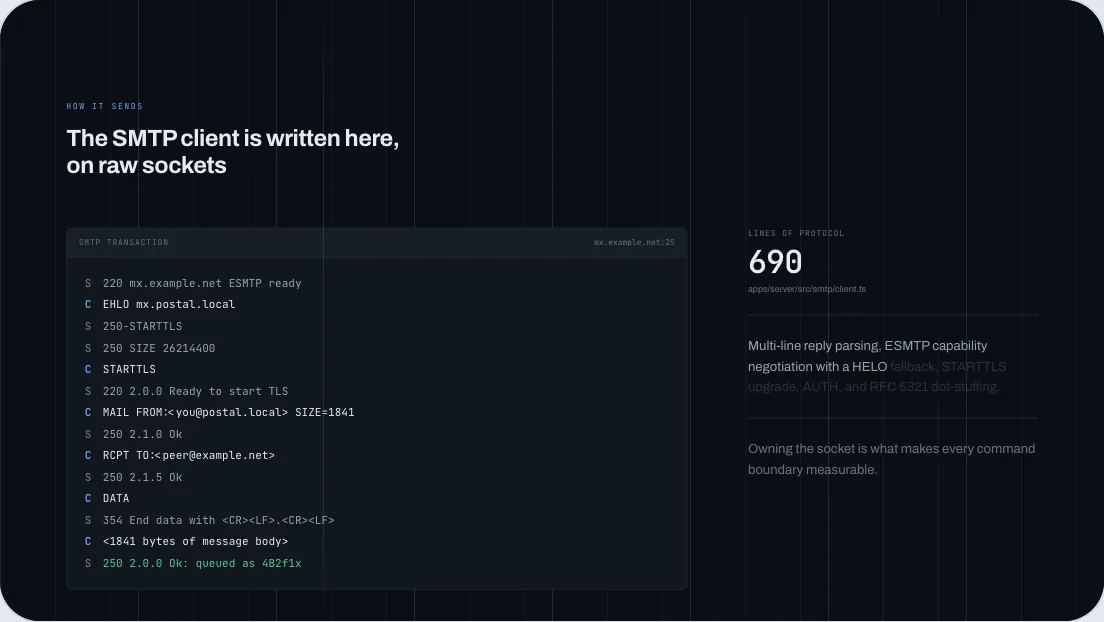 HOW IT SENDS
The SMTP client is written here,
on raw sockets
SMTP TRANSACTION mx.example.net:25
S 220 mx.example.net ESMTP ready
C EHLO mx.postal.local
S 250-STARTTLS
S 250 SIZE 26214400
C STARTTLS
S 220 2.0.0 Ready to start TLS
C MAIL FROM:<you@postal.local> SIZE=1841
S 250 2.1.0 Ok
C RCPT TO:<peer@example.net>
S 250 2.1.5 Ok
C DATA
S 354 End data with <CR><LF>.<CR><LF>
C <1841 bytes of message body>
S 250 2.0.0 Ok: queued as 4B2f1x
LINES OF PROTOCOL
690
apps/server/src/smtp/client.ts
Multi-line reply parsing, ESMTP capability
negotiation with a HELO fallback, STARTTLS
upgrade, AUTH, and RFC 5321 dot-stuffing.
Owning the socket is what makes every command
boundary measurable.